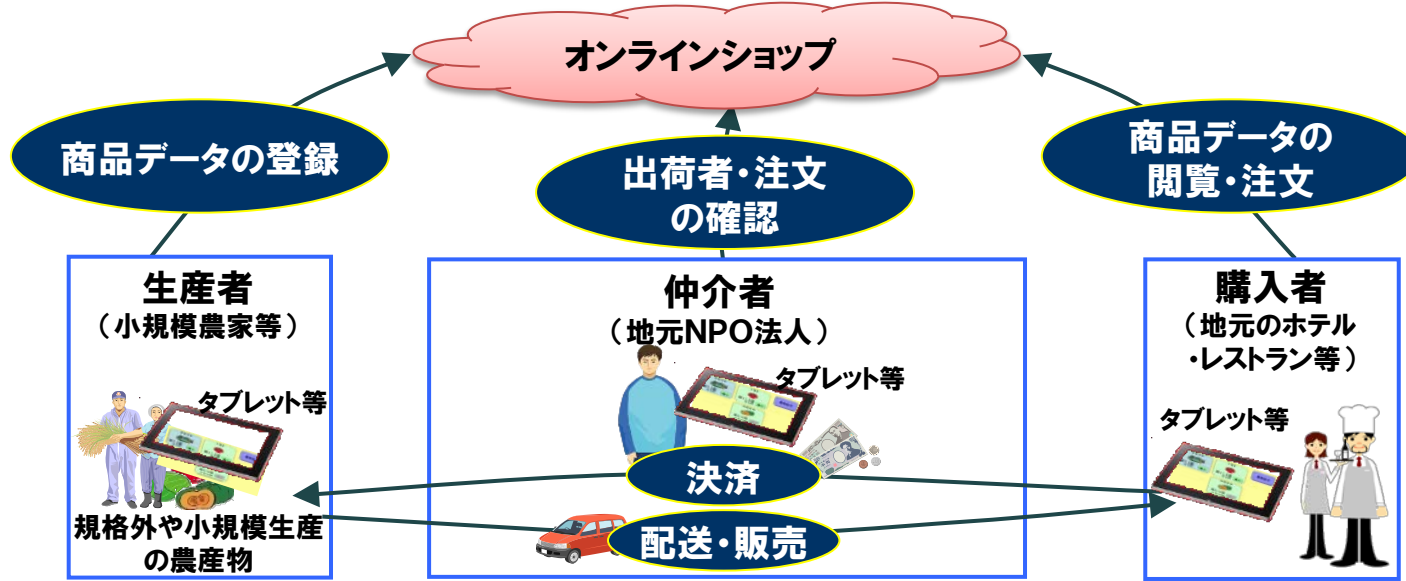 オンラインショップ
商品データの登録
出荷者・注文
の確認
商品データの
閲覧・注文
生産者
（小規模農家等）
タブレット等
規格外や小規模生産
の農産物
仲介者
（地元NPO法人）
タブレット等
決済
配送・販売
購入者
（地元のホテル
・レストラン等）
タブレット等